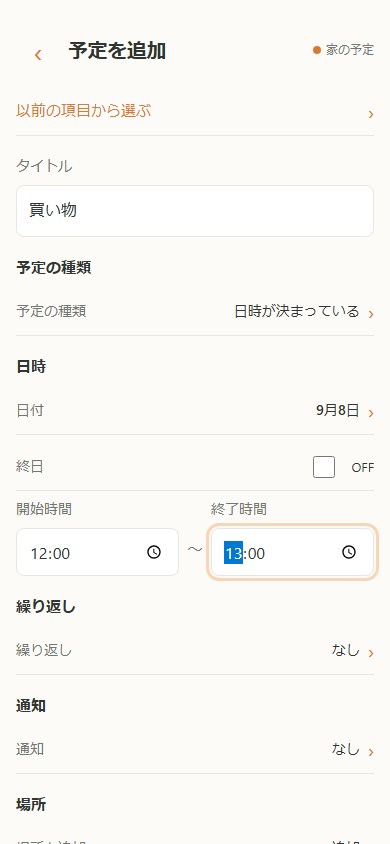 ‹ 予定を追加 家の予定
以前の項目から選ぶ ›
タイトル
買い物
予定の種類
予定の種類 日時が決まっている ›
日時
日付 9月8日 ›
終日 OFF
開始時間 終了時間
12:00 ～ 13:00
繰り返し
繰り返し なし ›
通知
通知 なし ›
場所